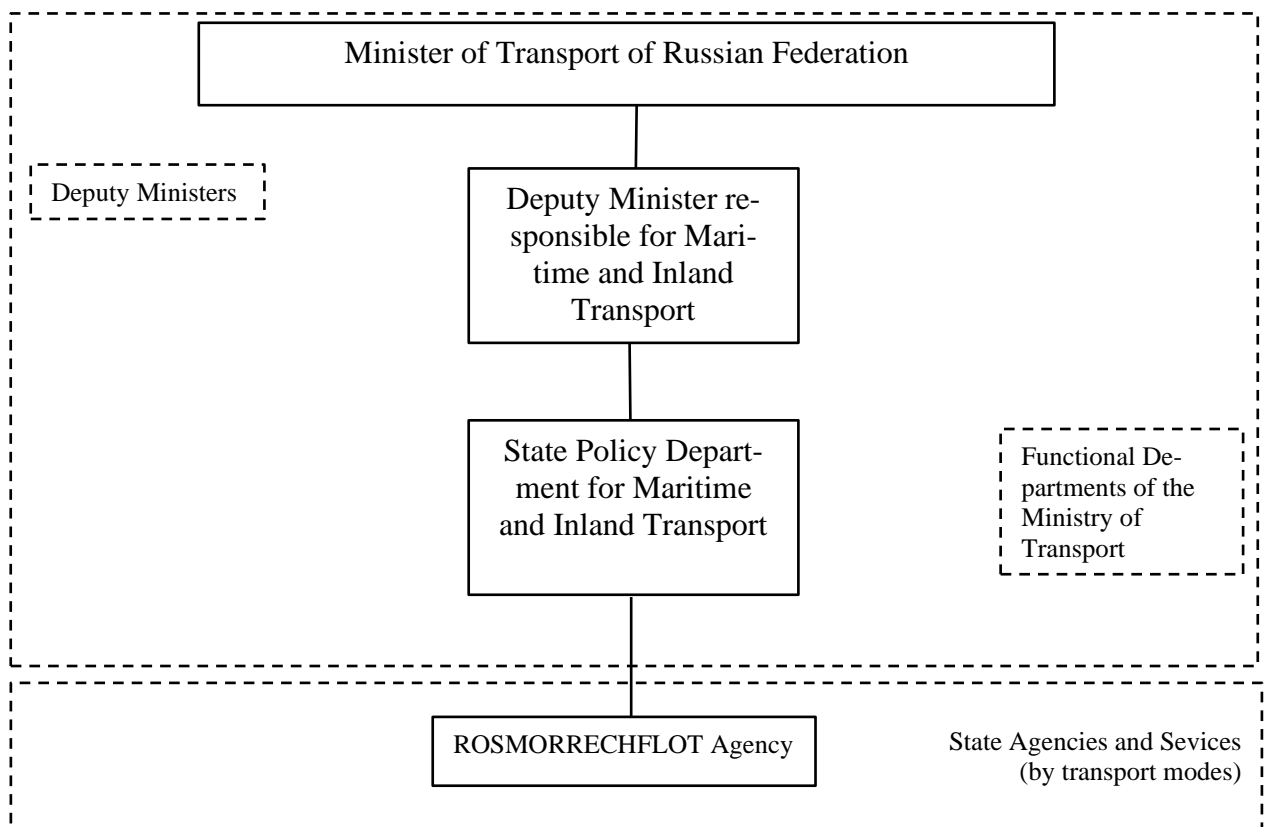 Minister of Transport of Russian Federation
Deputy Ministers
Deputy Minister re-
sponsible for Mari-
time and Inland
Transport
State Policy Depart-
ment for Maritime
and Inland Transport
Functional De-
partments of the
Ministry of
Transport
ROSMORRECHFLOT Agency
State Agencies and Sevices
(by transport modes)